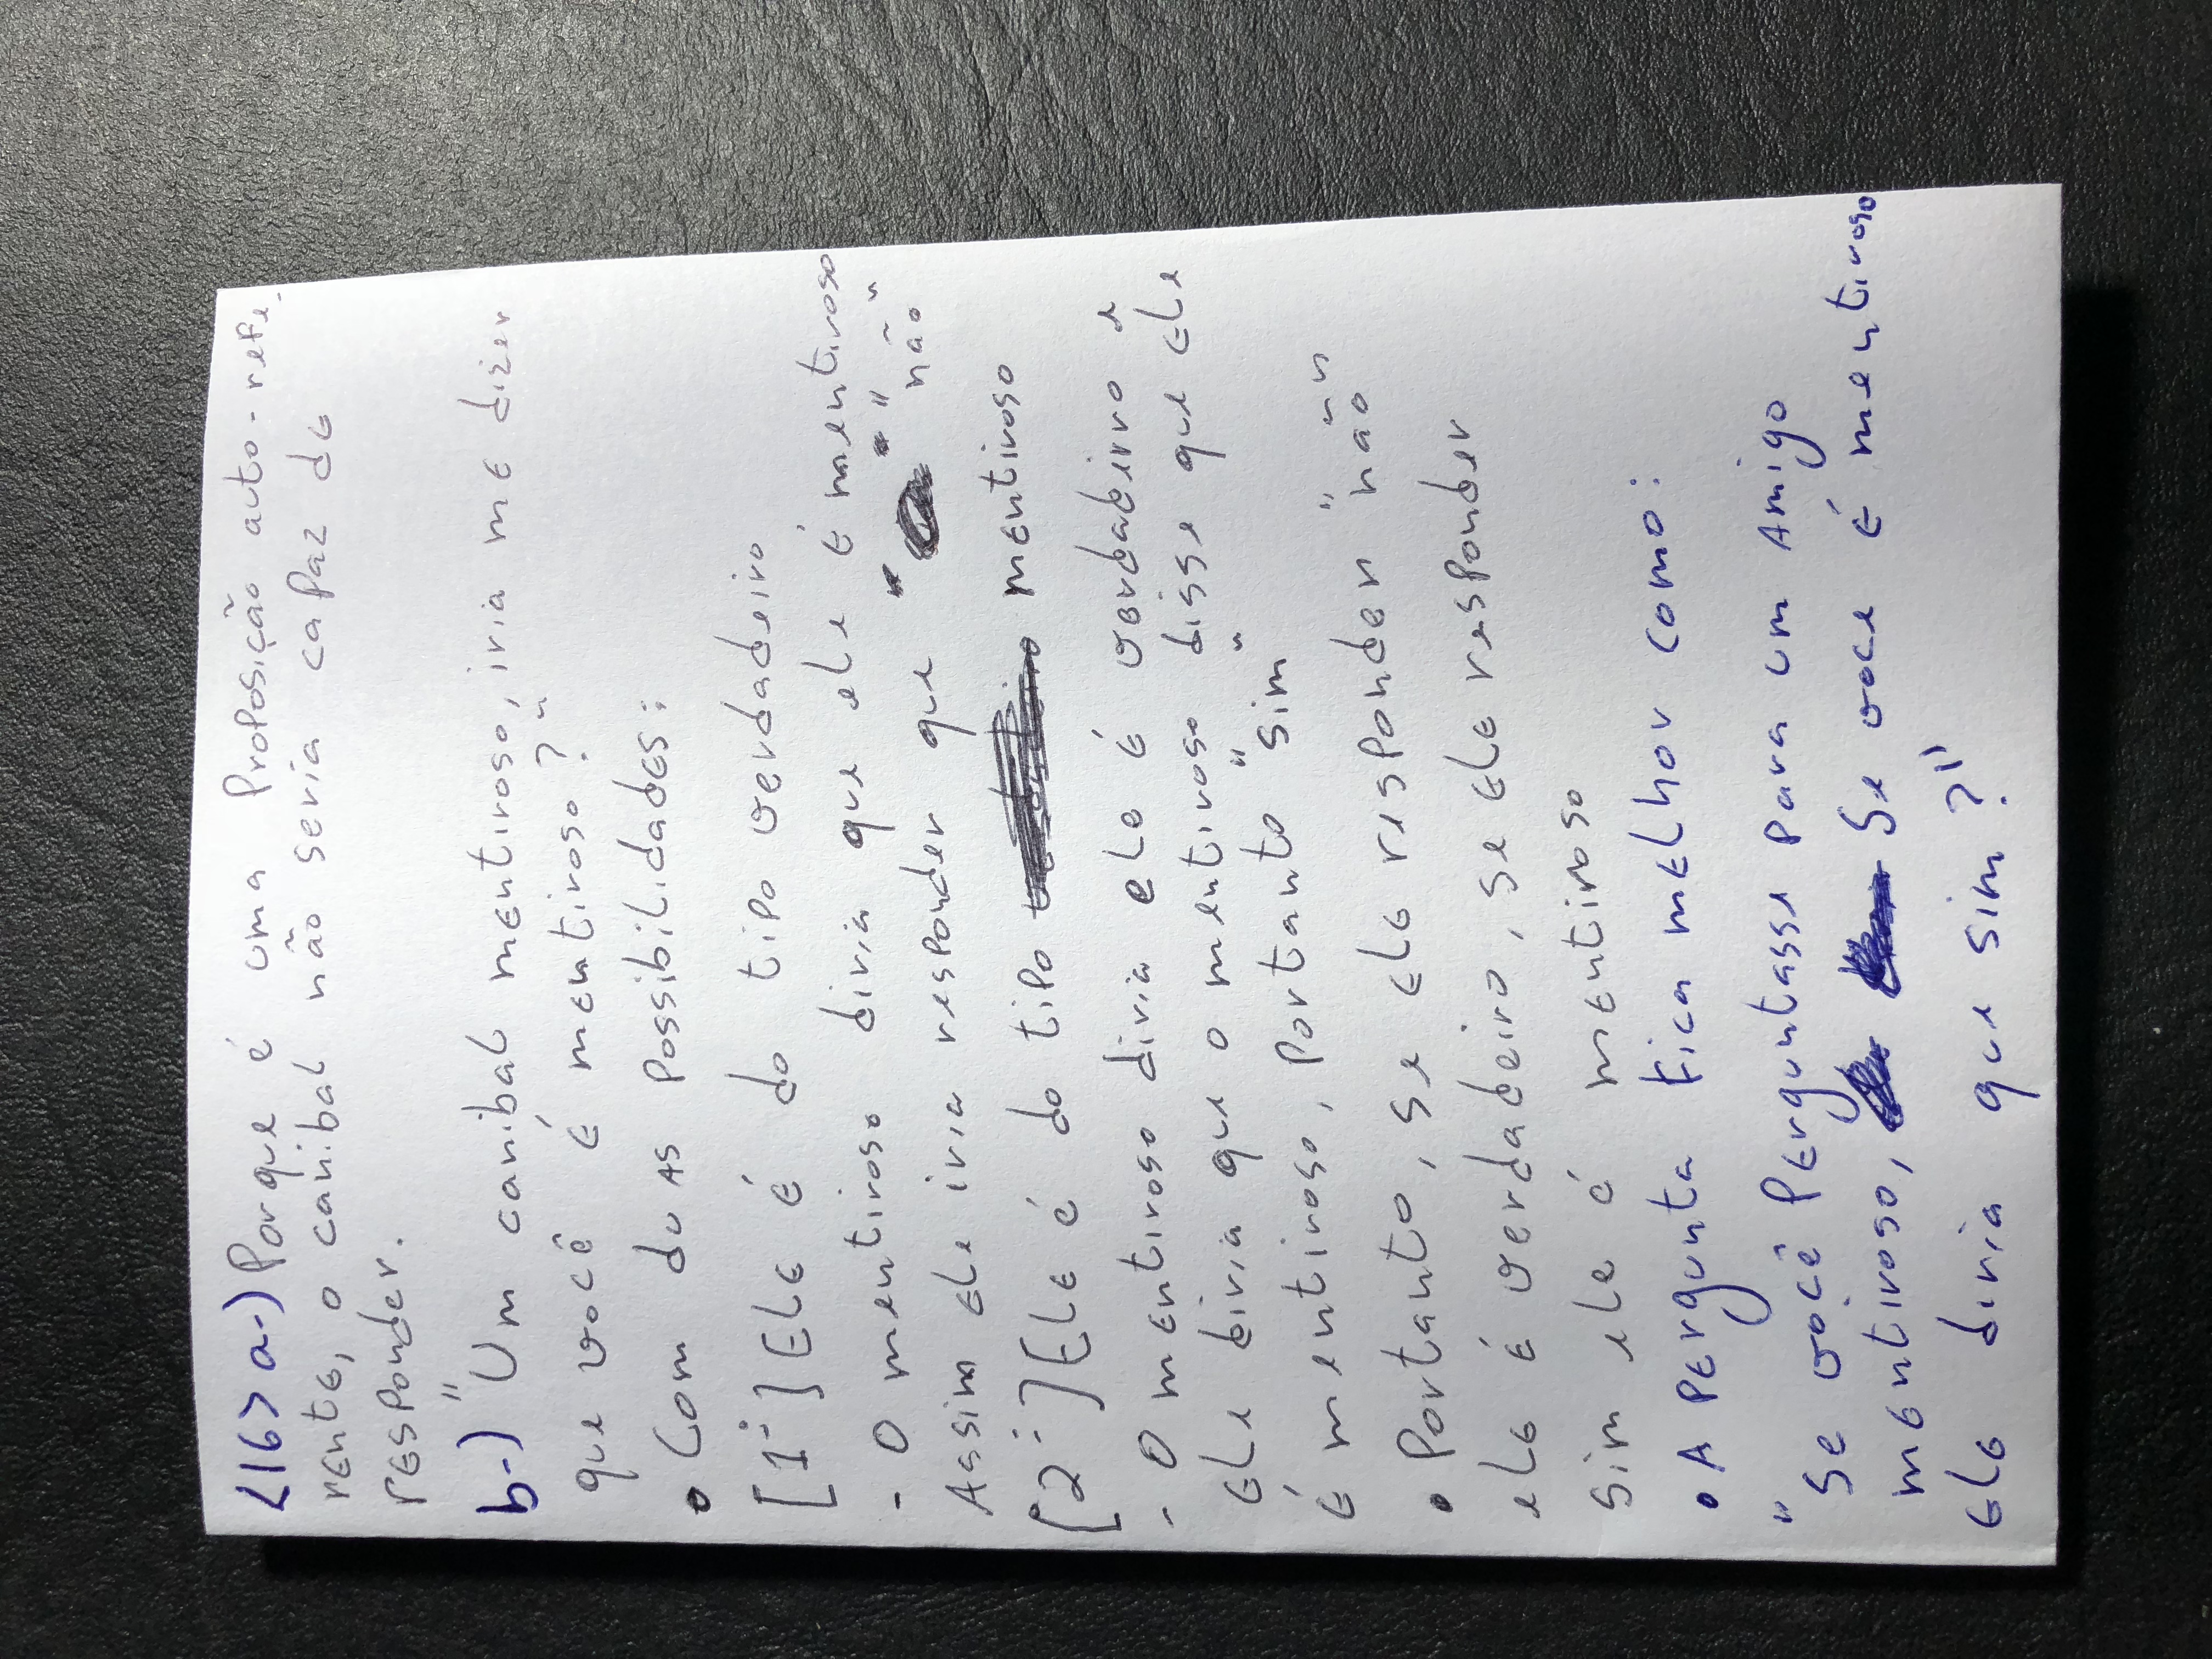 <16> a-) Porque é uma Proposição auto-refe-
rente, o canibal não seria capaz de
responder.
b-) "Um canibal mentiroso, iria me dizer
que você é mentiroso?"
• Com duas possibilidades:
[1º] Ele é do tipo verdadeiro
- O mentiroso diria que ele é mentiroso
Assim ele iria responder que "não"
[2º] Ele é do tipo mentiroso
- O mentiroso diria ele é verdadeirro e
ele diria que o mentiroso disse que ele
é mentiroso, portanto "sim"
• Portanto, se ele responder "não"
ele é verdadeiro, se ele responder
sim ele é mentiroso
• A pergunta fica melhor como:
"Se você Perguntasse para um Amigo
mentiroso, Se voce é mentiroso
ele diria que sim?"